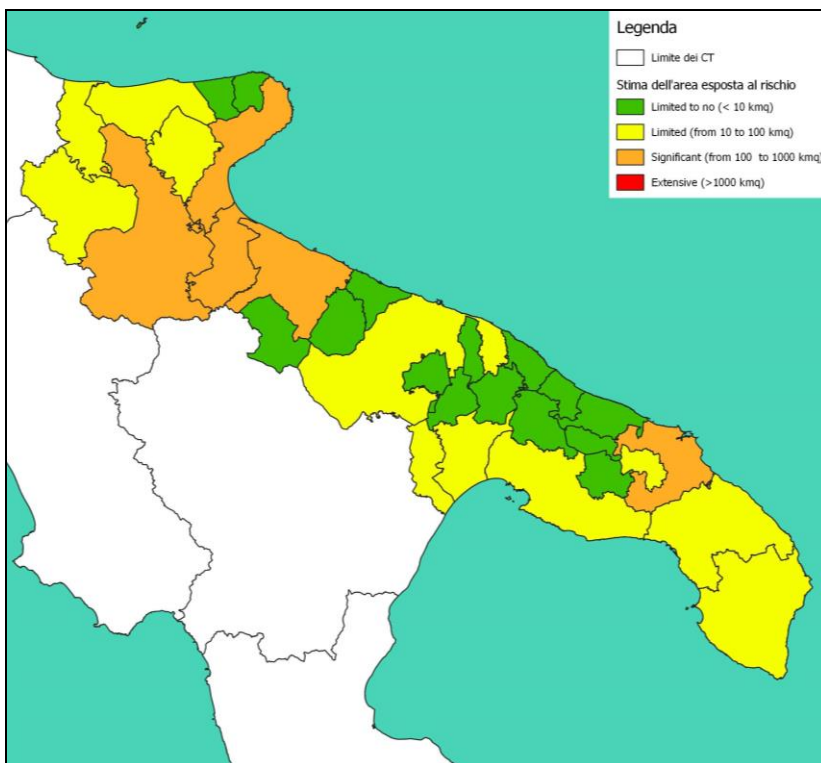 Legenda
Limite dei CT
Stima dell'area esposta al rischio
Limited to no (< 10 kmq)
Limited (from 10 to 100 kmq)
Significant (from 100 to 1000 kmq)
Extensive (>1000 kmq)